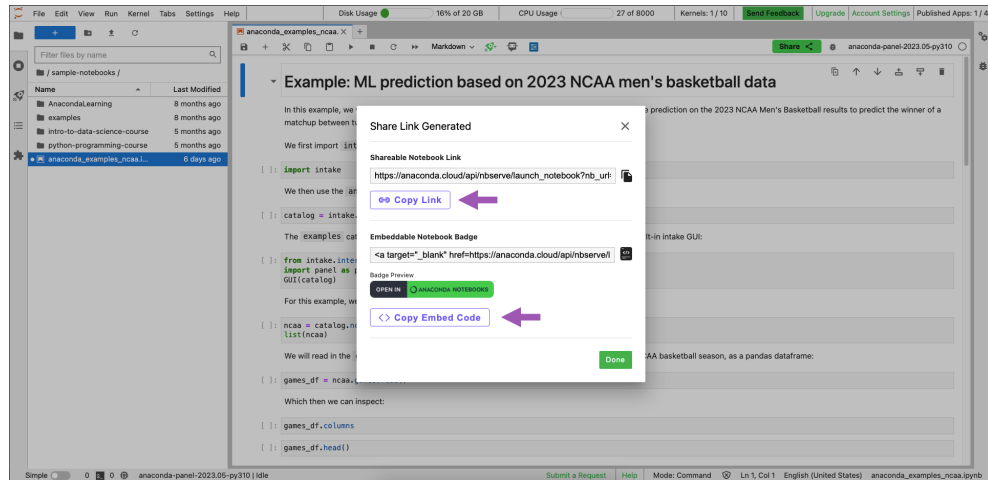 File Edit View Run Kernel Tabs Settings Help
Disk Usage 16% of 20 GB CPU Usage 27 of 8000 Kernels: 1 / 10 Send Feedback Upgrade Account Settings Published Apps: 1 / 4
anaconda_examples_ncaa.
Markdown
Share
anaconda-panel-2023.05-py310
Filter files by name
/ sample-notebooks /
Name Last Modified
AnacondaLearning 8 months ago
examples 8 months ago
intro-to-data-science-course 5 months ago
python-programming-course 5 months ago
anaconda_examples_ncaa.i... 6 days ago
Example: ML prediction based on 2023 NCAA men's basketball data
In this example, we
prediction on the 2023 NCAA Men's Basketball results to predict the winner of a
matchup between
We first import int
[ ]: import intake
We then use the an
[ ]: catalog = intake.
The examples cat
lt-in intake GUI:
[ ]: from intake.inter
import panel as p
GUI(catalog)
For this example, we
[ ]: ncaa = catalog.nc
list(ncaa)
We will read in the
AA basketball season, as a pandas dataframe:
[ ]: games_df = ncaa.
Which then we can inspect:
[ ]: games_df.columns
[ ]: games_df.head()
Share Link Generated
Shareable Notebook Link
https://anaconda.cloud/api/nbserve/launch_notebook?nb_url=
Copy Link
Embeddable Notebook Badge
<a target="_blank" href=https://anaconda.cloud/api/nbserve/l
Badge Preview
OPEN IN ANACONDA NOTEBOOKS
<> Copy Embed Code
Done
Simple 0 0 anaconda-panel-2023.05-py310 | Idle
Submit a Request Help Mode: Command Ln 1, Col 1 English (United States) anaconda_examples_ncaa.ipynb